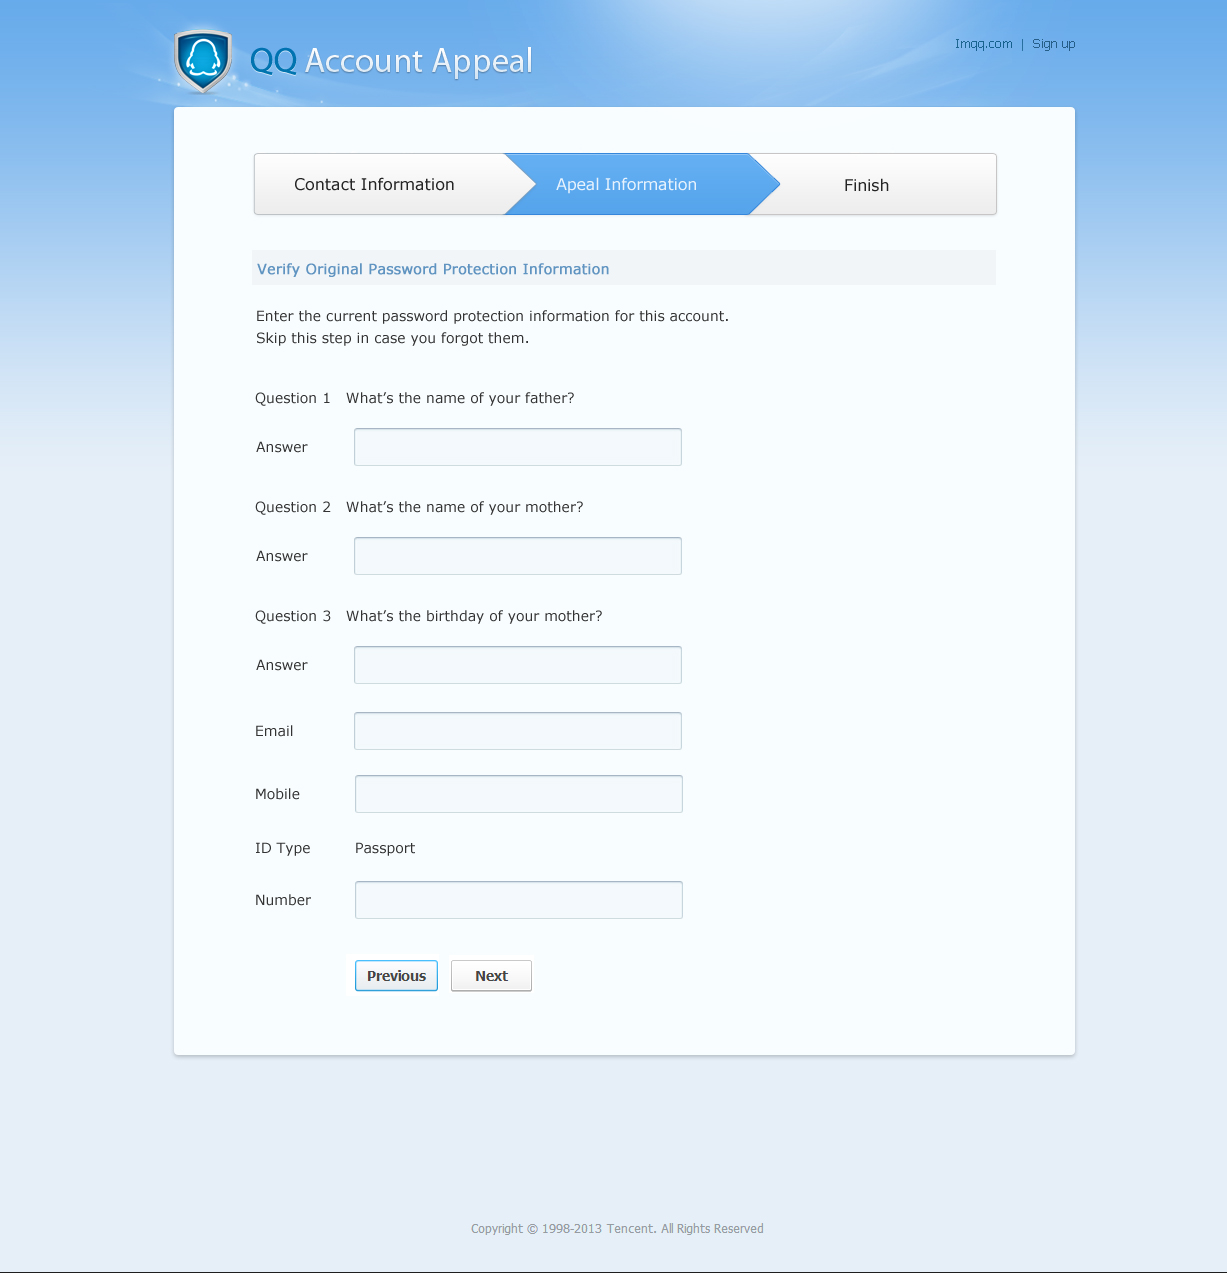 QQ Account Appeal
Imqq.com | Sign up
Contact Information
Apeal Information
Finish
Verify Original Password Protection Information
Enter the current password protection information for this account.
Skip this step in case you forgot them.
Question 1 What's the name of your father?
Answer
Question 2 What's the name of your mother?
Answer
Question 3 What's the birthday of your mother?
Answer
Email
Mobile
ID Type Passport
Number
Previous Next
Copyright © 1998-2013 Tencent. All Rights Reserved